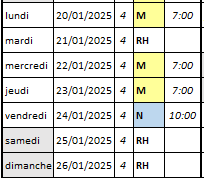 lundi 20/01/2025 4 M 7:00
mardi 21/01/2025 4 RH
mercredi 22/01/2025 4 M 7:00
jeudi 23/01/2025 4 M 7:00
vendredi 24/01/2025 4 N 10:00
samedi 25/01/2025 4 RH
dimanche 26/01/2025 4 RH